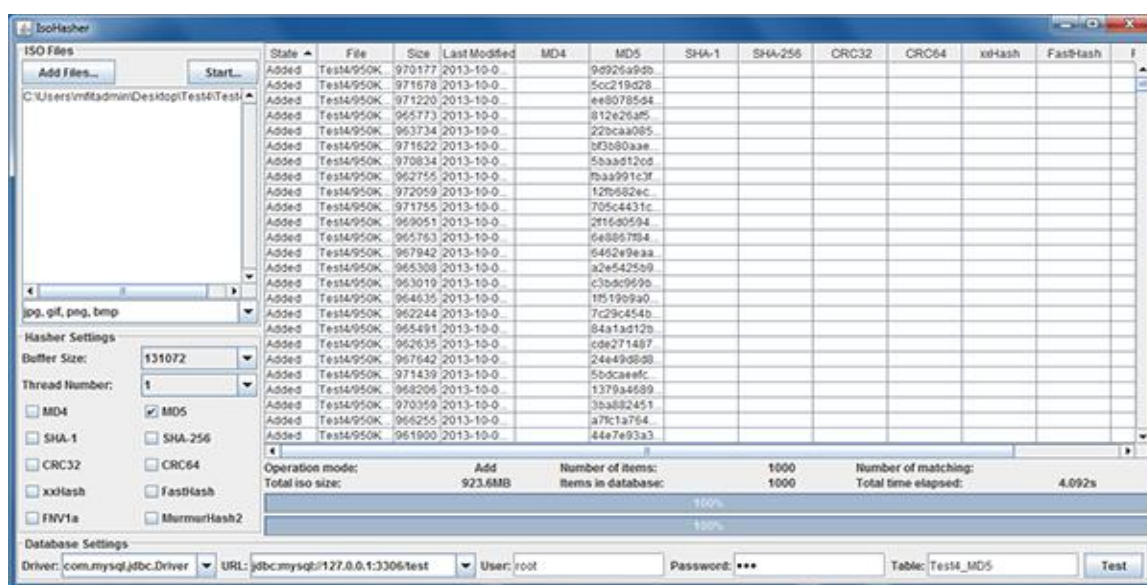 IsoHasher
ISO Files
Add Files... Start...
C:\Users\mfitadmin\Desktop\Test4\Test4
jpg, gif, png, bmp
Hasher Settings
Buffer Size: 131072
Thread Number: 1
MD4 MD5
SHA-1 SHA-256
CRC32 CRC64
xxHash FastHash
FNV1a MurmurHash2
State File Size Last Modified MD4 MD5 SHA-1 SHA-256 CRC32 CRC64 xxHash FastHash F
Added Test4/950K... 970177 2013-10-0... 9d926a9db...
Added Test4/950K... 971678 2013-10-0... 5cc219d28...
Added Test4/950K... 971220 2013-10-0... ee80785d4...
Added Test4/950K... 965773 2013-10-0... 812e26af5...
Added Test4/950K... 963734 2013-10-0... 22bcaa085...
Added Test4/950K... 971622 2013-10-0... bf3b80aae...
Added Test4/950K... 970834 2013-10-0... 5baad12cd...
Added Test4/950K... 962755 2013-10-0... fbaa991c3f...
Added Test4/950K... 972059 2013-10-0... 12fb682ec...
Added Test4/950K... 971755 2013-10-0... 705c4431c...
Added Test4/950K... 969051 2013-10-0... 2f16d0594...
Added Test4/950K... 965763 2013-10-0... 6e8867f84...
Added Test4/950K... 967942 2013-10-0... 6462e9eaa...
Added Test4/950K... 965308 2013-10-0... a2e5425b9...
Added Test4/950K... 963019 2013-10-0... c3bdc969b...
Added Test4/950K... 964635 2013-10-0... 1f519b9a0...
Added Test4/950K... 962244 2013-10-0... 7c29c454b...
Added Test4/950K... 965491 2013-10-0... 84a1ad12b...
Added Test4/950K... 962635 2013-10-0... cde271487...
Added Test4/950K... 967642 2013-10-0... 24e49d8d8...
Added Test4/950K... 971439 2013-10-0... 5bdcaeefc...
Added Test4/950K... 968206 2013-10-0... 1379a4689...
Added Test4/950K... 970359 2013-10-0... 3ba882451...
Added Test4/950K... 966255 2013-10-0... a7fc1a764...
Added Test4/950K... 961900 2013-10-0... 44e7e93a3...
Operation mode: Add Number of items: 1000 Number of matching:
Total iso size: 923.6MB Items in database: 1000 Total time elapsed: 4.092s
100%
100%
Database Settings
Driver: com.mysql.jdbc.Driver URL: jdbc:mysql://127.0.0.1:3306/test User: root Password: ••• Table: Test4_MD5 Test